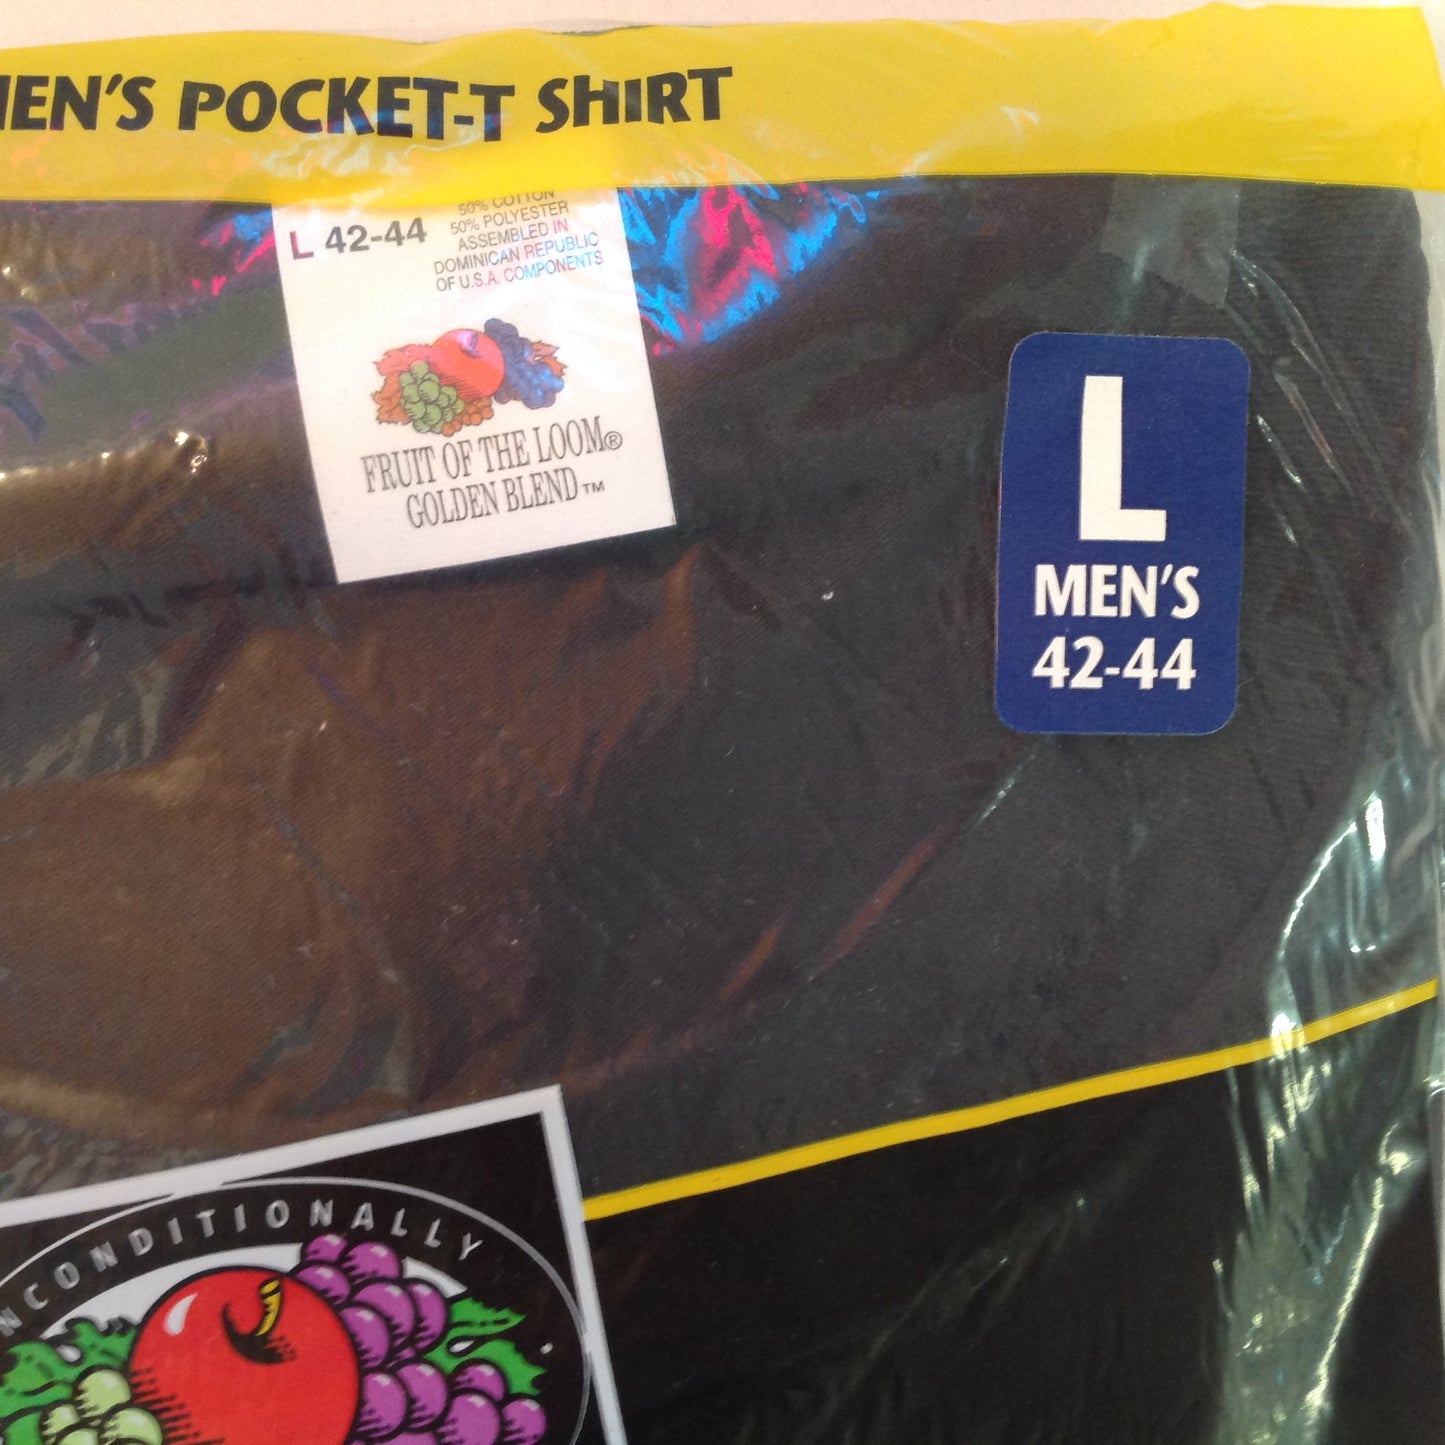 MEN'S POCKET-T SHIRT
L 42-44
50% COTTON
50% POLYESTER
ASSEMBLED IN
DOMINICAN REPUBLIC
OF U.S.A. COMPONENTS
FRUIT OF THE LOOM®
GOLDEN BLEND™
L
MEN'S
42-44
UNCONDITIONALLY